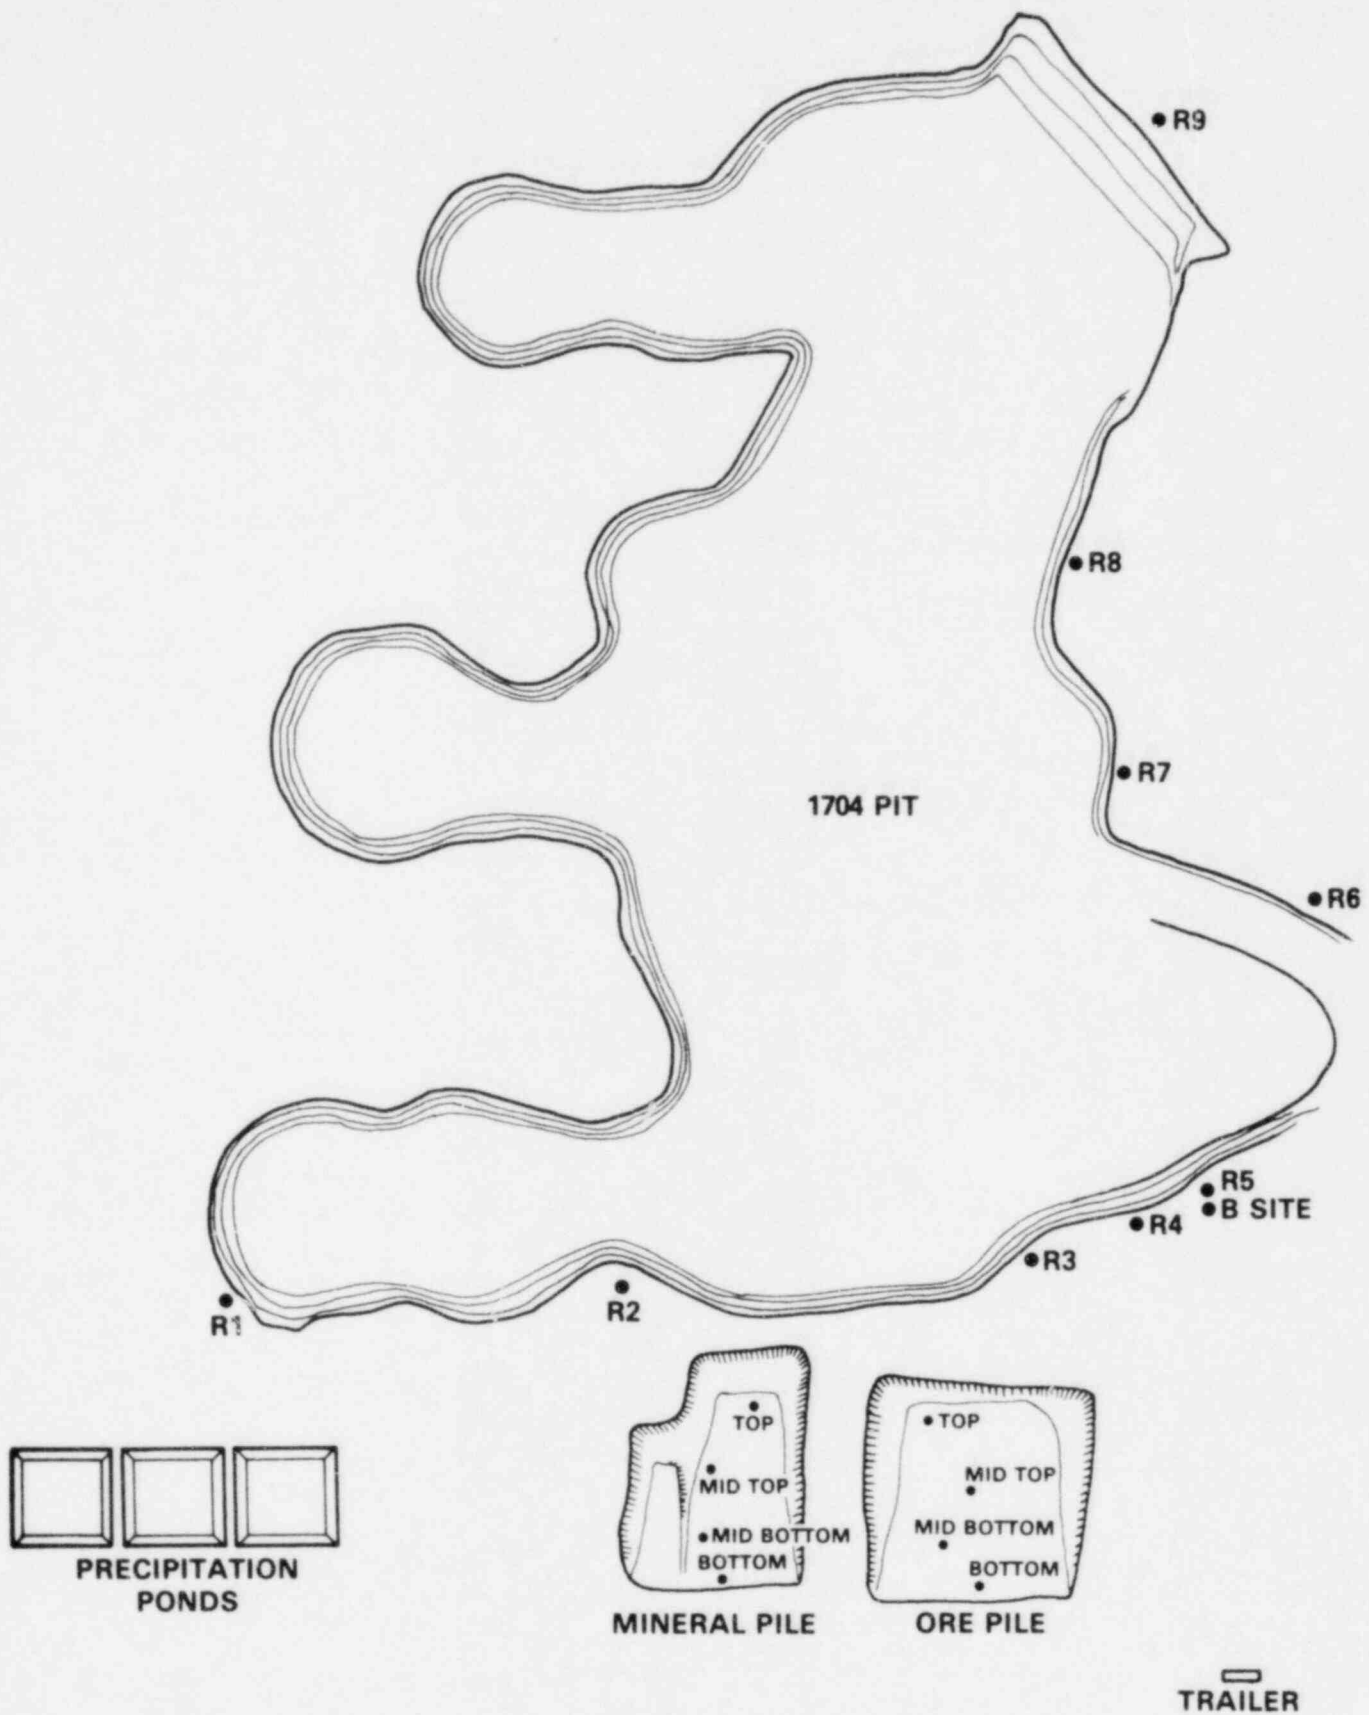 R9
R8
R7
1704 PIT
R6
R5
B SITE
R4
R3
R2
R1
TOP
MID TOP
MID BOTTOM
BOTTOM
MINERAL PILE
TOP
MID TOP
MID BOTTOM
BOTTOM
ORE PILE
PRECIPITATION
PONDS
TRAILER